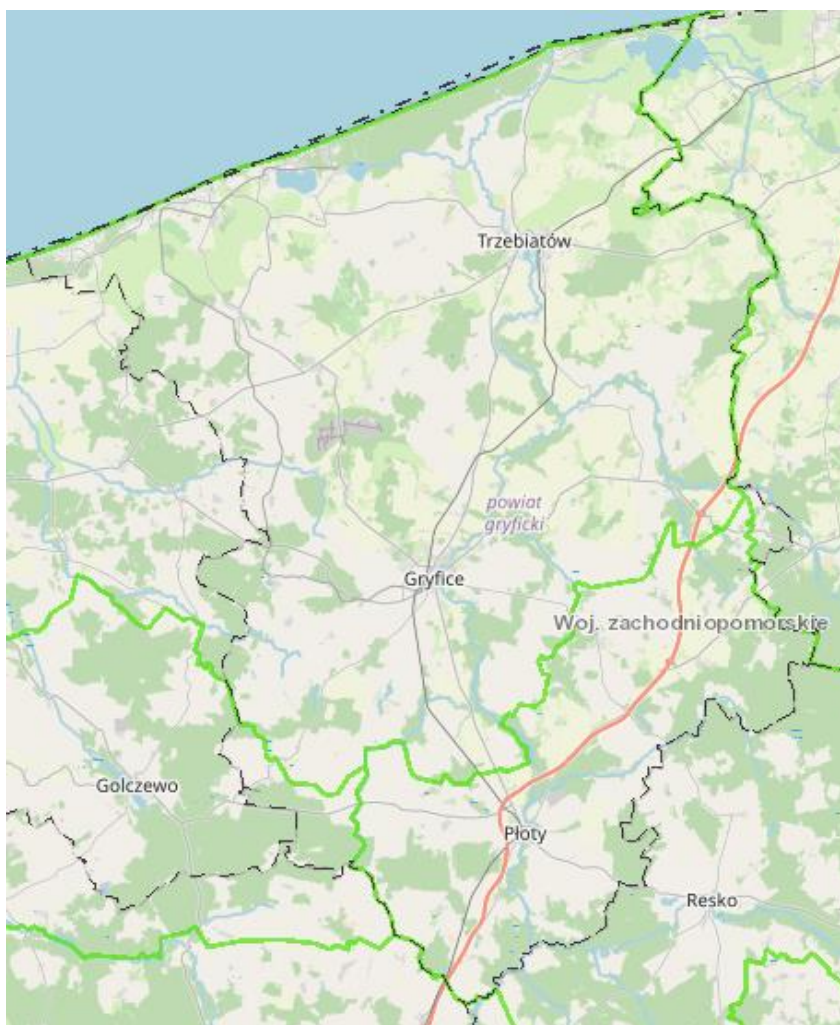 Trzebiatów
powiat
gryficki
Gryfice
Woj. zachodniopomorskie
Golczewo
Płoty
Resko